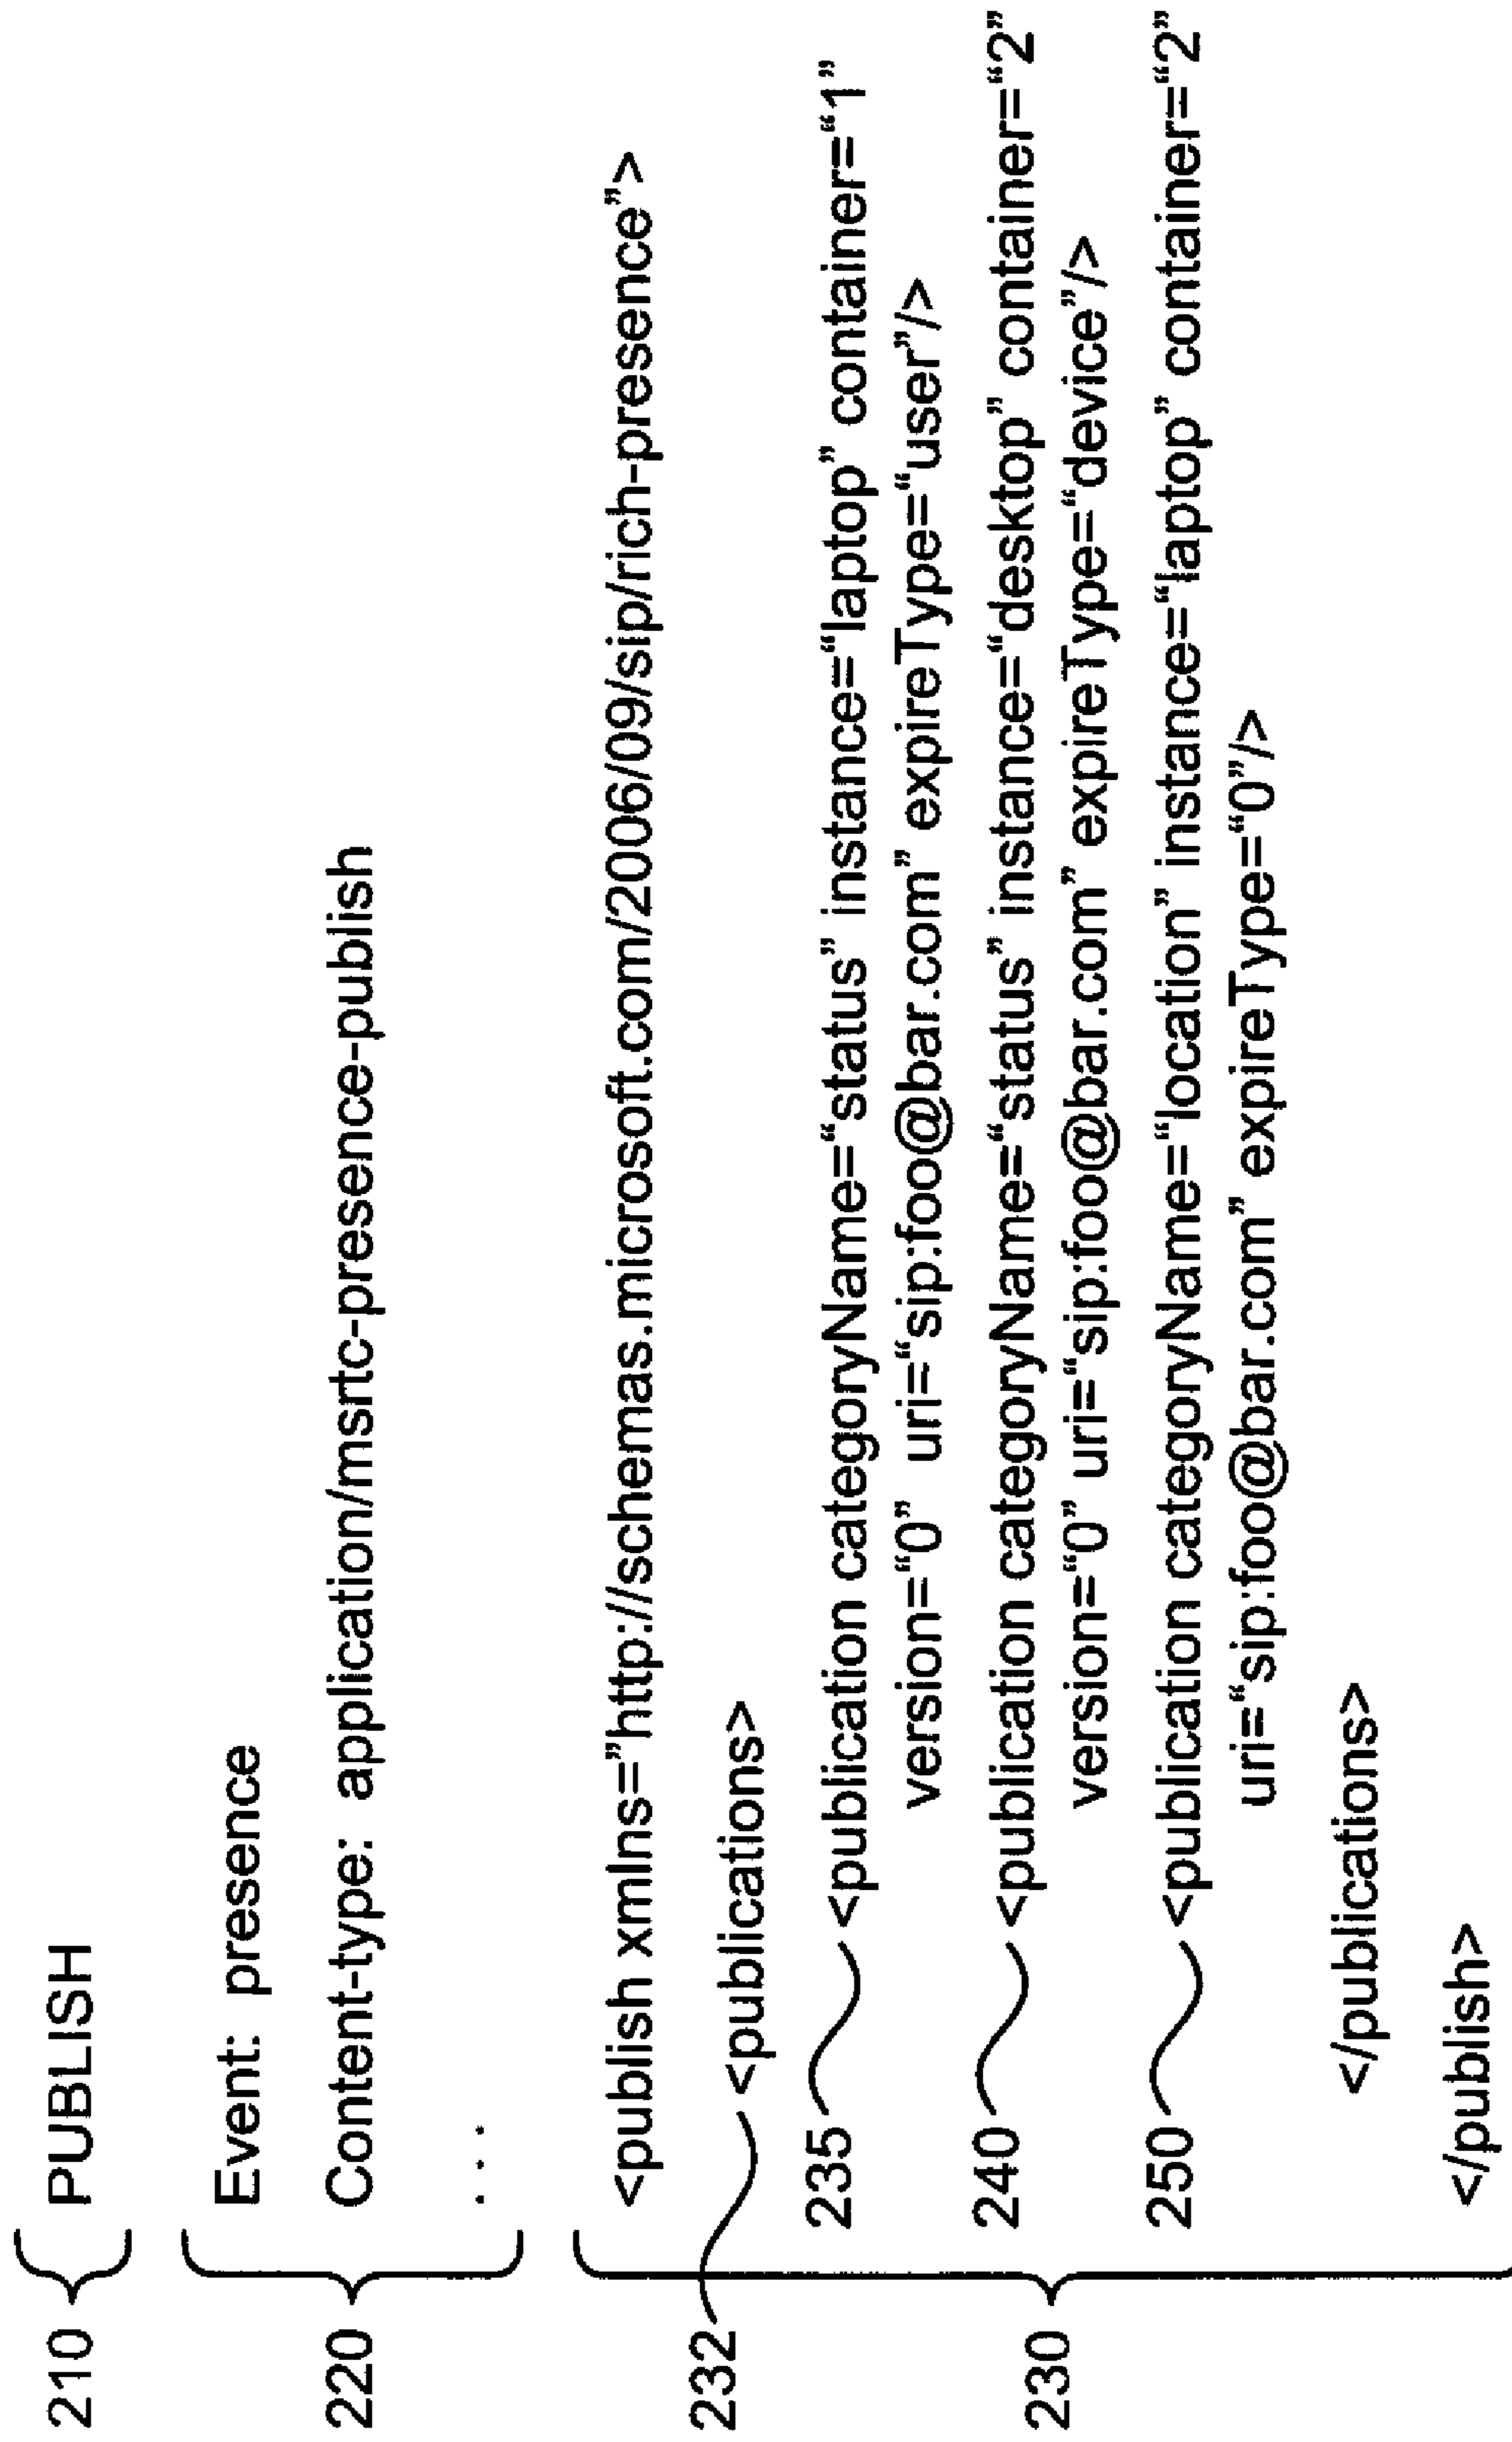 210 PUBLISH
220 Event: presence
Content-type: application/msrtc-presence-publish
. . .
230 <publish xmlns=”http://schemas.microsoft.com/2006/09/sip/rich-presence”>
232 <publications>
235 <publication categoryName=“status” instance=“laptop” container=“1”
version=“0” uri=“sip:foo@bar.com” expireType=“user”/>
240 <publication categoryName=“status” instance=“desktop” container=“2”
version=“0” uri=“sip:foo@bar.com” expireType=“device”/>
250 <publication categoryName=“location” instance=“laptop” container=“2”
uri=“sip:foo@bar.com” expireType=“0”/>
</publications>
</publish>